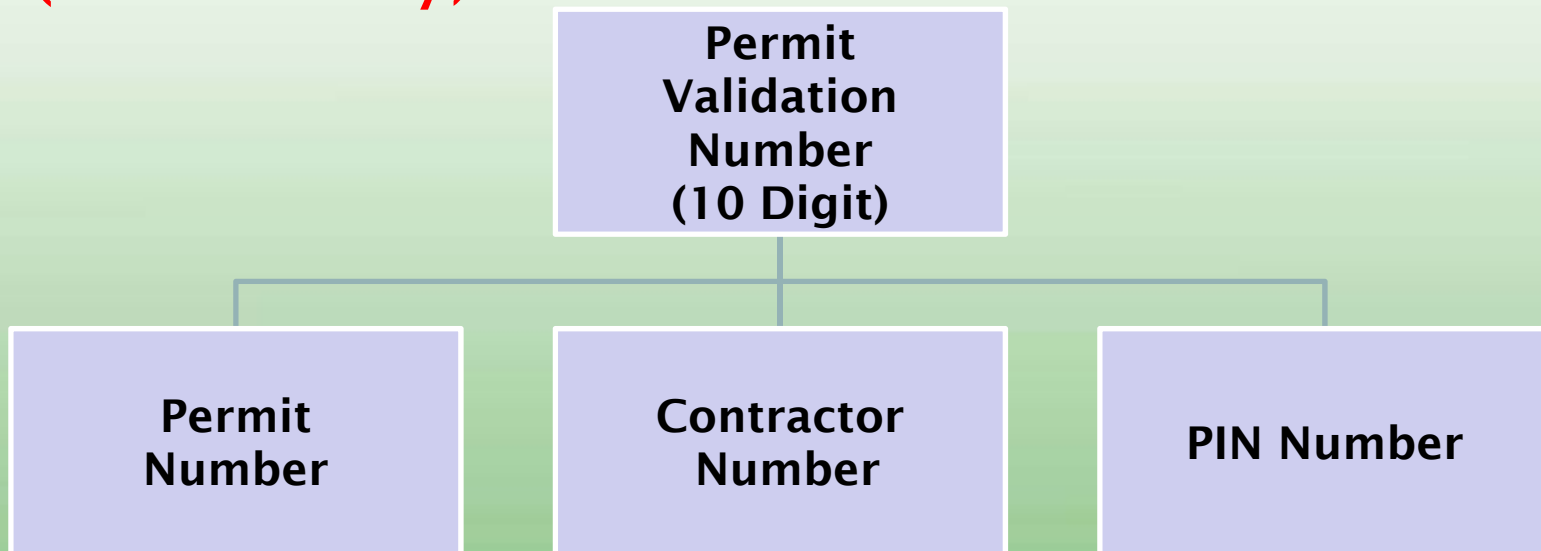 Permit
Validation
Number
(10 Digit)
Permit
Number
Contractor
Number
PIN Number